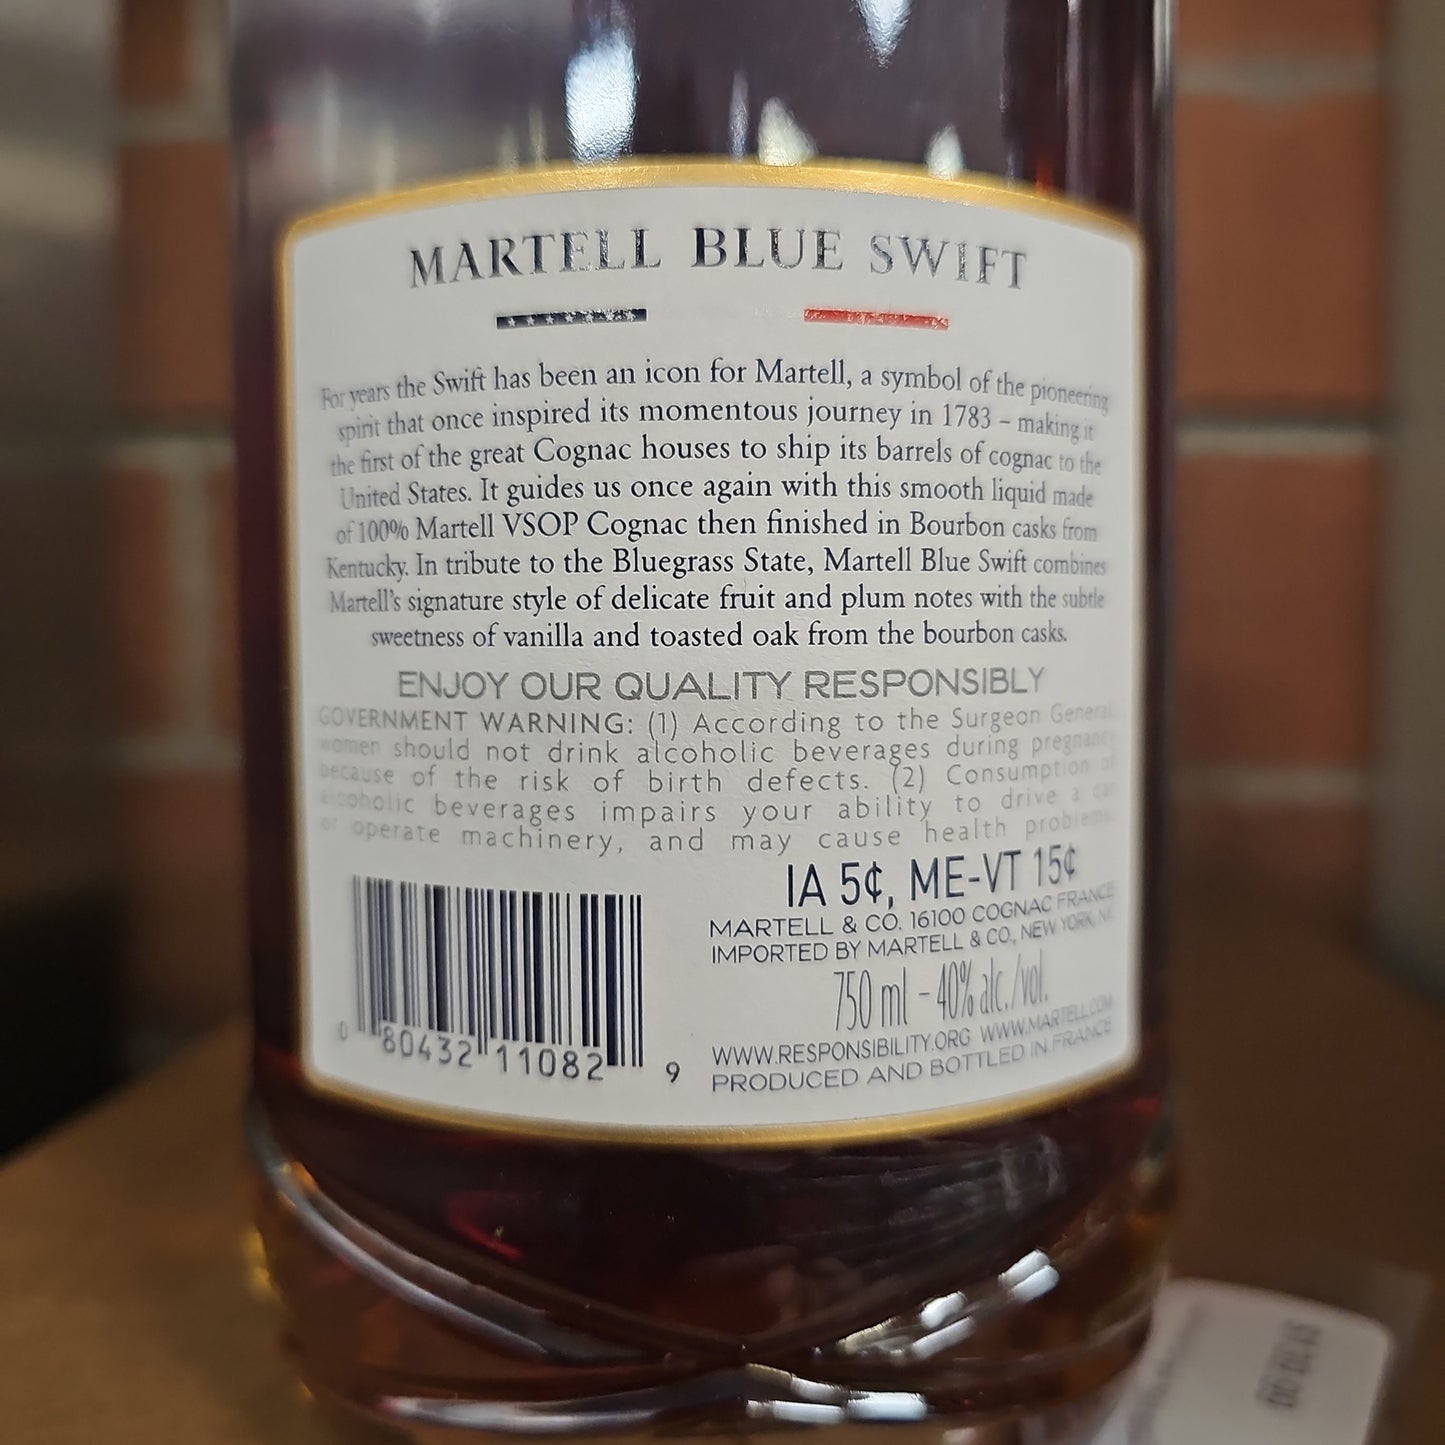 MARTELL BLUE SWIFT
For years the Swift has been an icon for Martell, a symbol of the pioneering
spirit that once inspired its momentous journey in 1783 – making it
the first of the great Cognac houses to ship its barrels of cognac to the
United States. It guides us once again with this smooth liquid made
of 100% Martell VSOP Cognac then finished in Bourbon casks from
Kentucky. In tribute to the Bluegrass State, Martell Blue Swift combines
Martell's signature style of delicate fruit and plum notes with the subtle
sweetness of vanilla and toasted oak from the bourbon casks.
ENJOY OUR QUALITY RESPONSIBLY
GOVERNMENT WARNING: (1) According to the Surgeon General,
women should not drink alcoholic beverages during pregnancy
because of the risk of birth defects. (2) Consumption of
alcoholic beverages impairs your ability to drive a car
or operate machinery, and may cause health problems.
IA 5¢, ME-VT 15¢
MARTELL & CO. 16100 COGNAC FRANCE
IMPORTED BY MARTELL & CO., NEW YORK, NY.
750 ml – 40% alc./vol.
WWW.RESPONSIBILITY.ORG WWW.MARTELL.COM
PRODUCED AND BOTTLED IN FRANCE
0 80432 11082 9